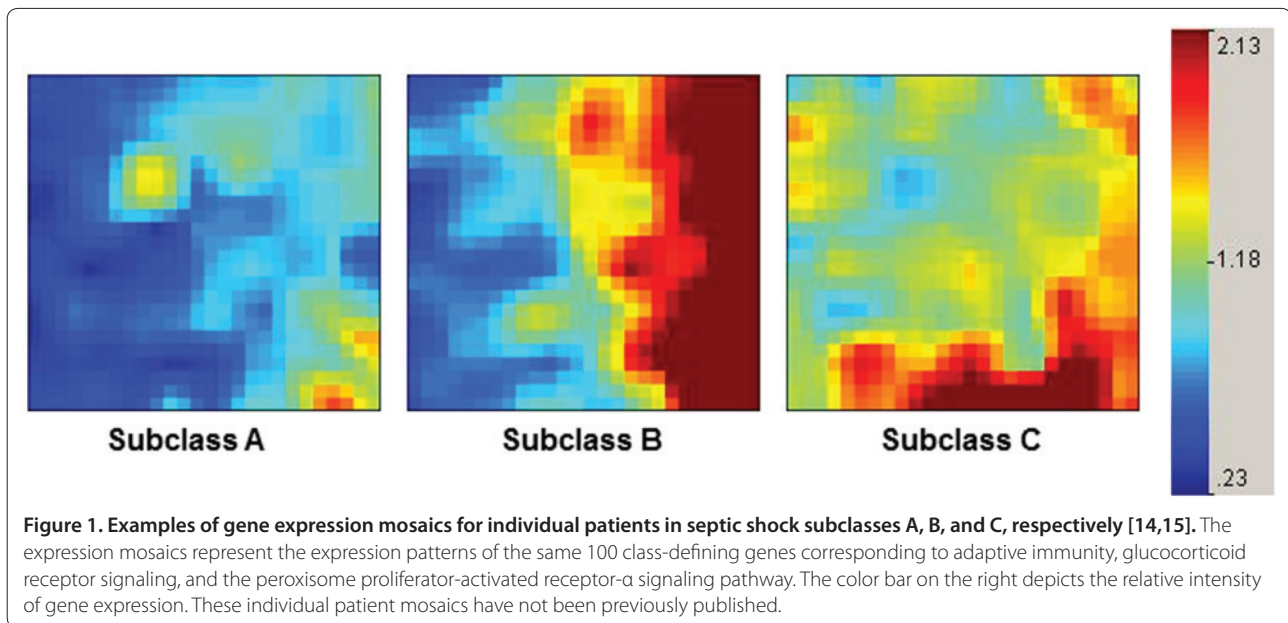 2.13
-1.18
.23
Subclass A Subclass B Subclass C
Figure 1. Examples of gene expression mosaics for individual patients in septic shock subclasses A, B, and C, respectively [14,15]. The
expression mosaics represent the expression patterns of the same 100 class-defining genes corresponding to adaptive immunity, glucocorticoid
receptor signaling, and the peroxisome proliferator-activated receptor-α signaling pathway. The color bar on the right depicts the relative intensity
of gene expression. These individual patient mosaics have not been previously published.